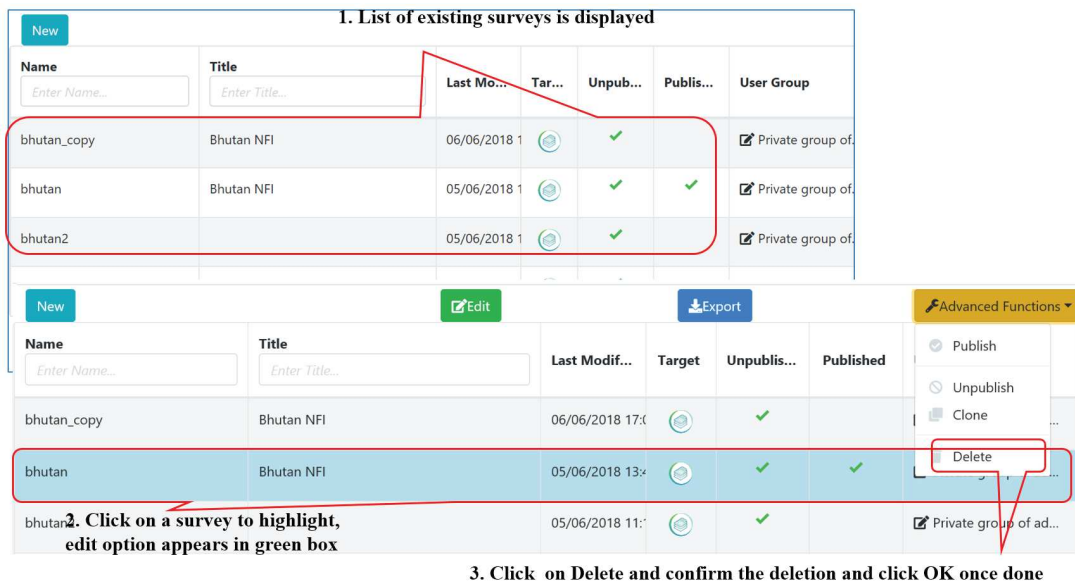 1. List of existing surveys is displayed
New
Name Title Last Mo... Tar... Unpub... Publis... User Group
Enter Name... Enter Title...
bhutan_copy Bhutan NFI 06/06/2018 1 Private group of.
bhutan Bhutan NFI 05/06/2018 1 Private group of.
bhutan2 05/06/2018 1 Private group of.
New Edit Export Advanced Functions
Name Title Last Modif... Target Unpublis... Published
Enter Name... Enter Title...
Publish
Unpublish
Clone
Delete
bhutan_copy Bhutan NFI 06/06/2018 17:0
bhutan Bhutan NFI 05/06/2018 13:4
bhutan2 05/06/2018 11:1 Private group of ad...
2. Click on a survey to highlight,
edit option appears in green box
3. Click on Delete and confirm the deletion and click OK once done